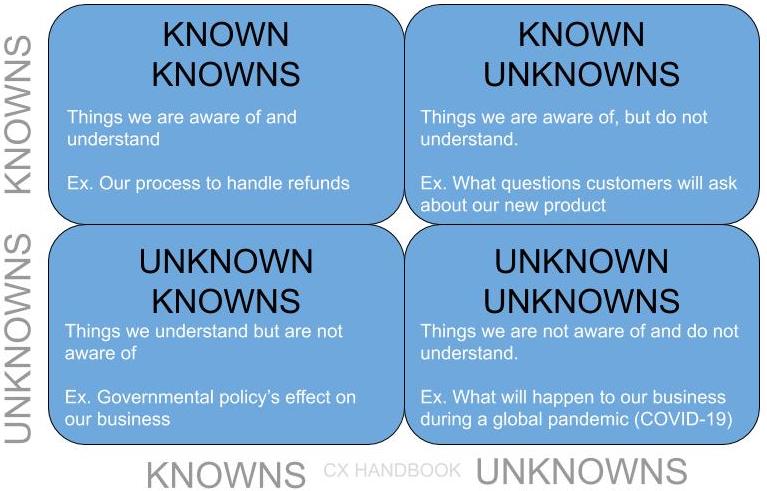 KNOWNS
KNOWN
KNOWNS
Things we are aware of and
understand
Ex. Our process to handle refunds
KNOWN
UNKNOWNS
Things we are aware of, but do not
understand.
Ex. What questions customers will ask
about our new product
UNKNOWNS
UNKNOWN
KNOWNS
Things we understand but are not
aware of
Ex. Governmental policy's effect on
our business
UNKNOWN
UNKNOWNS
Things we are not aware of and do not
understand.
Ex. What will happen to our business
during a global pandemic (COVID-19)
KNOWNS CX HANDBOOK UNKNOWNS